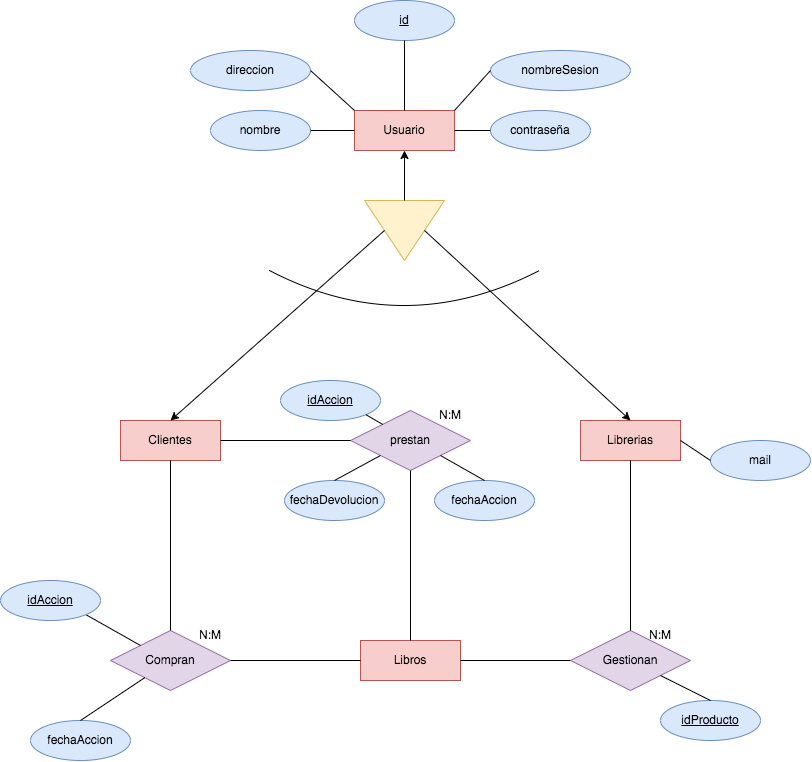 id
direccion
nombreSesion
nombre
Usuario
contraseña
idAccion
N:M
Clientes
prestan
Librerias
mail
fechaDevolucion
fechaAccion
idAccion
N:M
N:M
Compran
Libros
Gestionan
idProducto
fechaAccion